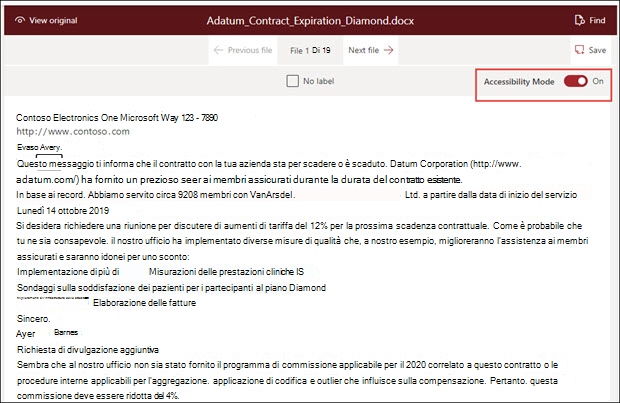 View original
Adatum_Contract_Expiration_Diamond.docx
Find
Previous file
File 1 Di 19
Next file
Save
No label
Accessibility Mode
On
Contoso Electronics One Microsoft Way 123 - 7890
http://www.contoso.com
Evaso Avery.
Questo messaggio ti informa che il contratto con la tua azienda sta per scadere o è scaduto. Datum Corporation (http://www.
adatum.com/) ha fornito un prezioso seer ai membri assicurati durante la durata del contratto esistente.
In base ai record. Abbiamo servito circa 9208 membri con VanArsdel. Ltd. a partire dalla data di inizio del servizio
Lunedì 14 ottobre 2019
Si desidera richiedere una riunione per discutere di aumenti di tariffa del 12% per la prossima scadenza contrattuale. Come è probabile
che tu ne sia consapevole. il nostro ufficio ha implementato diverse misure di qualità che, a nostro esempio, miglioreranno l'assistenza ai membri
assicurati e saranno idonei per uno sconto:
Implementazione di più di Misurazioni delle prestazioni cliniche IS
Sondaggi sulla soddisfazione dei pazienti per i partecipanti al piano Diamond
Elaborazione delle fatture
Sincero.
Ayer Barnes
Richiesta di divulgazione aggiuntiva
Sembra che al nostro ufficio non sia stato fornito il programma di commissione applicabile per il 2020 correlato a questo contratto o le
procedure interne applicabili per l'aggregazione. applicazione di codifica e outlier che influisce sulla compensazione. Pertanto. questa
commissione deve essere ridotta del 4%.